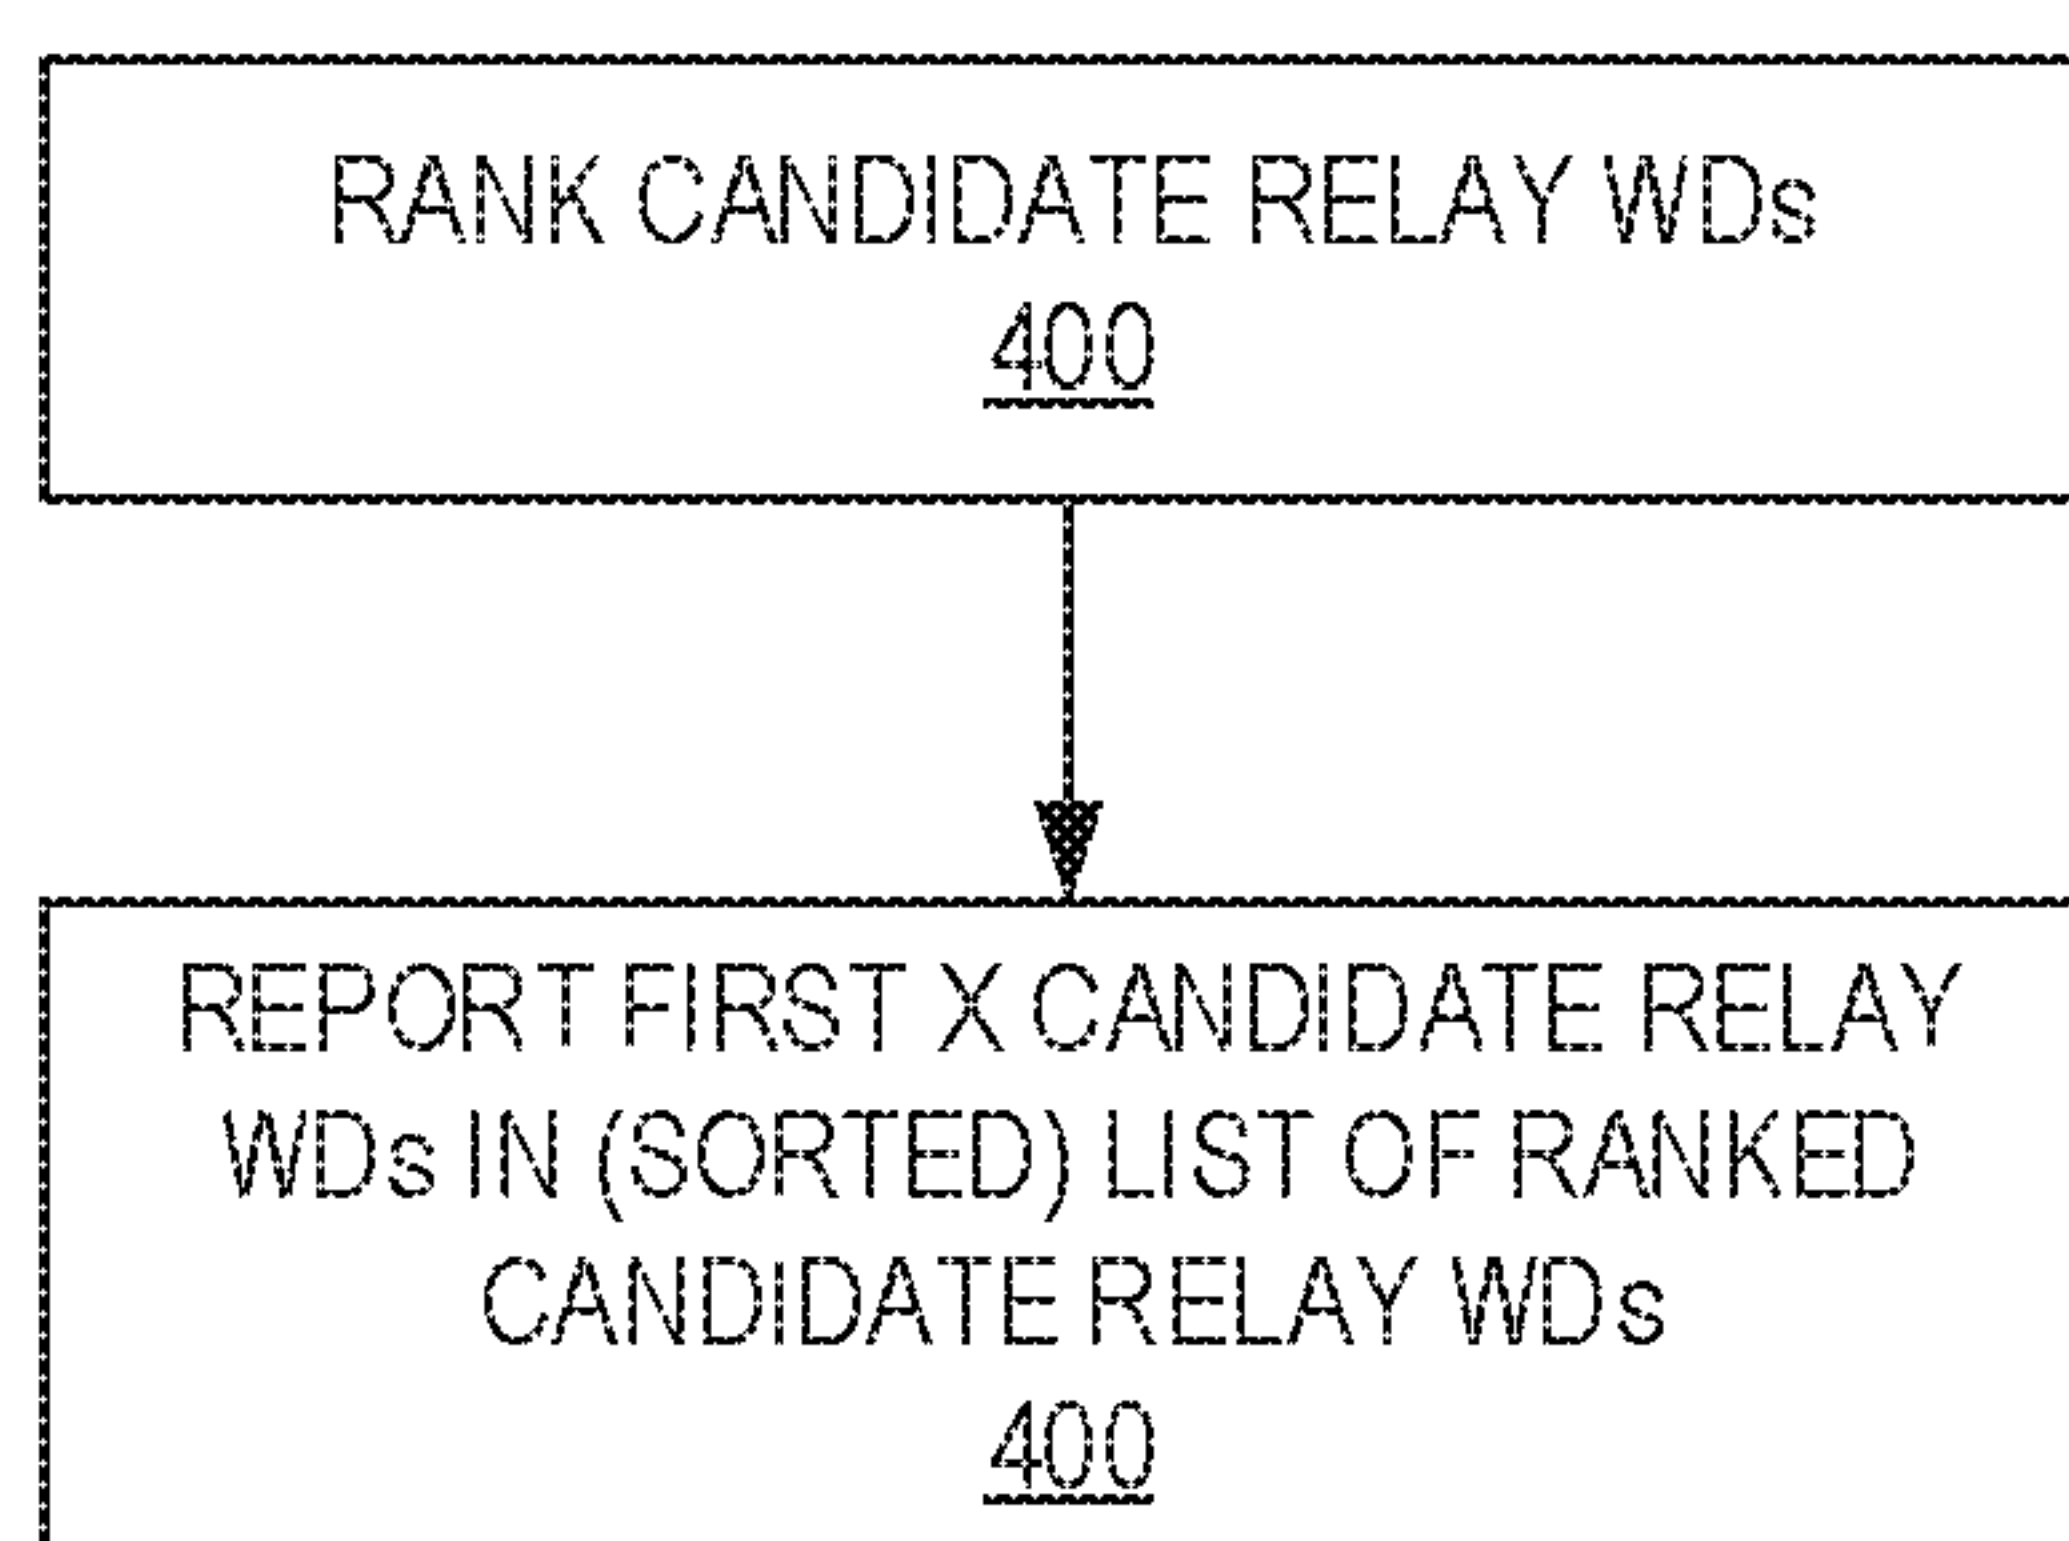 RANK CANDIDATE RELAY WDs
400
REPORT FIRST X CANDIDATE RELAY
WDs IN (SORTED) LIST OF RANKED
CANDIDATE RELAY WDs
400